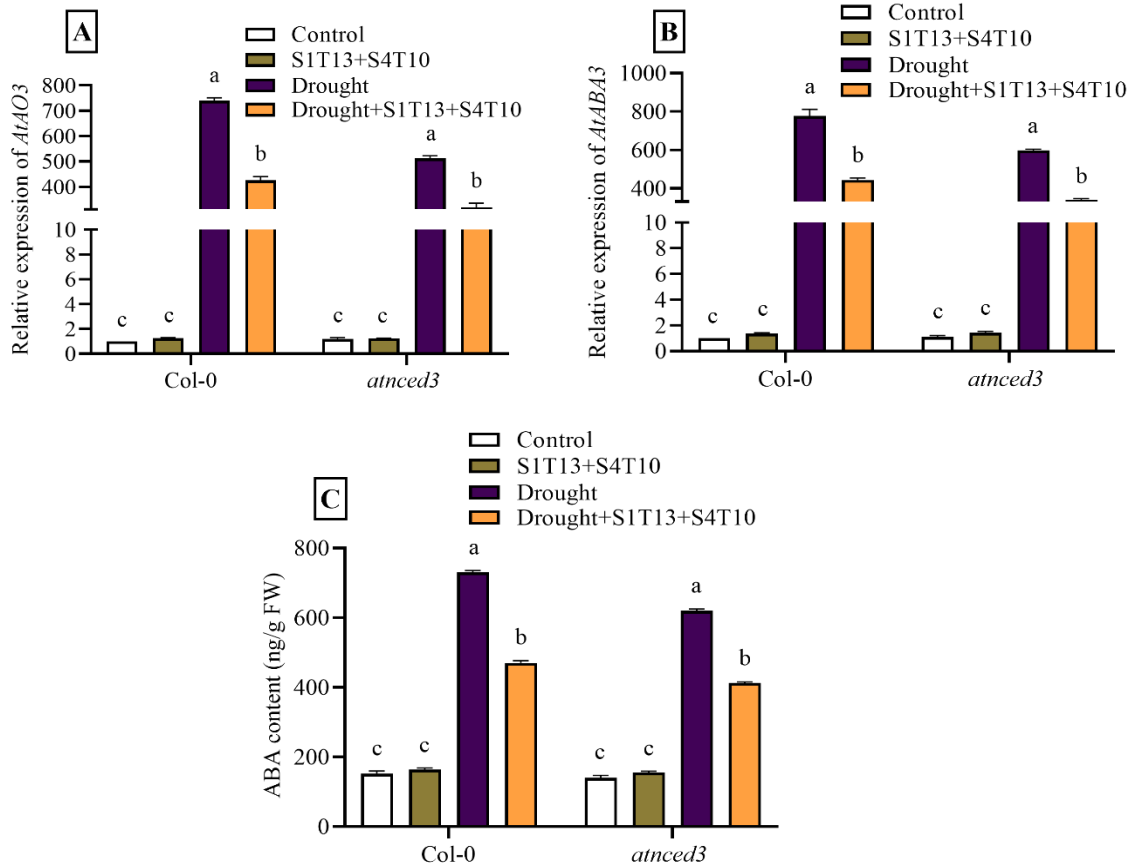 A
Control
S1T13+S4T10
Drought
Drought+S1T13+S4T10
Relative expression of AtAO3
800
700
600
500
400
10
8
6
4
2
0
c
c
a
b
c
c
a
b
Col-0
atnced3
B
Control
S1T13+S4T10
Drought
Drought+S1T13+S4T10
Relative expression of AtABA3
1000
800
600
400
10
8
6
4
2
0
c
c
a
b
c
c
a
b
Col-0
atnced3
C
Control
S1T13+S4T10
Drought
Drought+S1T13+S4T10
ABA content (ng/g FW)
800
600
400
200
0
c
c
a
b
c
c
a
b
Col-0
atnced3